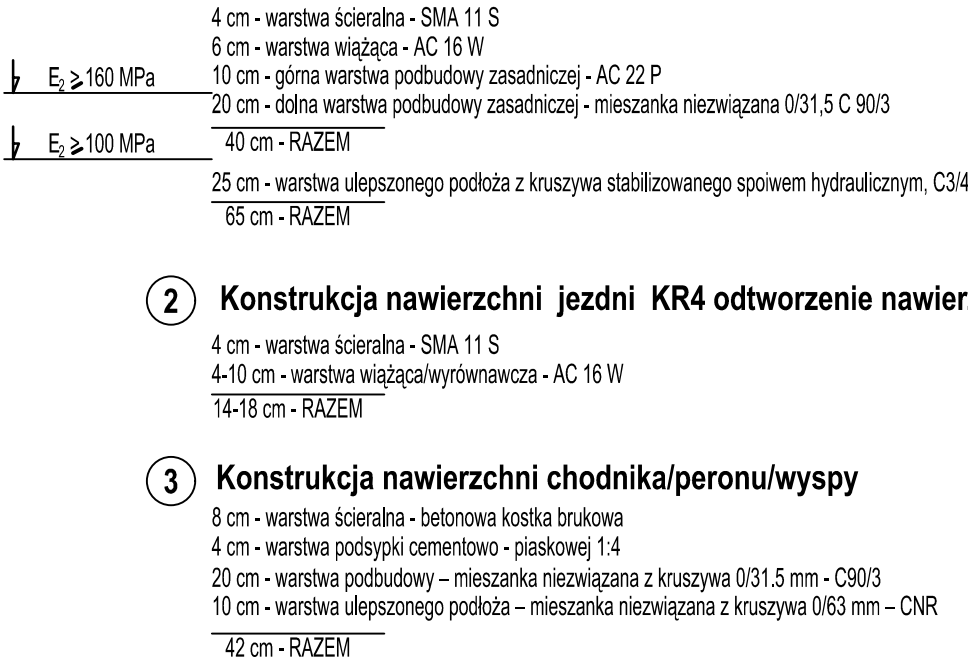 4 cm - warstwa ścieralna - SMA 11 S
6 cm - warstwa wiążąca - AC 16 W
E₂ ⩾ 160 MPa 10 cm - górna warstwa podbudowy zasadniczej - AC 22 P
20 cm - dolna warstwa podbudowy zasadniczej - mieszanka niezwiązana 0/31,5 C 90/3
E₂ ⩾ 100 MPa 40 cm - RAZEM
25 cm - warstwa ulepszonego podłoża z kruszywa stabilizowanego spoiwem hydraulicznym, C3/4
65 cm - RAZEM
2 Konstrukcja nawierzchni jezdni KR4 odtworzenie
4 cm - warstwa ścieralna - SMA 11 S
4-10 cm - warstwa wiążąca/wyrównawcza - AC 16 W
14-18 cm - RAZEM
3 Konstrukcja nawierzchni chodnika/peronu/wyspy
8 cm - warstwa ścieralna - betonowa kostka brukowa
4 cm - warstwa podsypki cementowo - piaskowej 1:4
20 cm - warstwa podbudowy – mieszanka niezwiązana z kruszywa 0/31.5 mm - C90/3
10 cm - warstwa ulepszonego podłoża – mieszanka niezwiązana z kruszywa 0/63 mm – CNR
42 cm - RAZEM